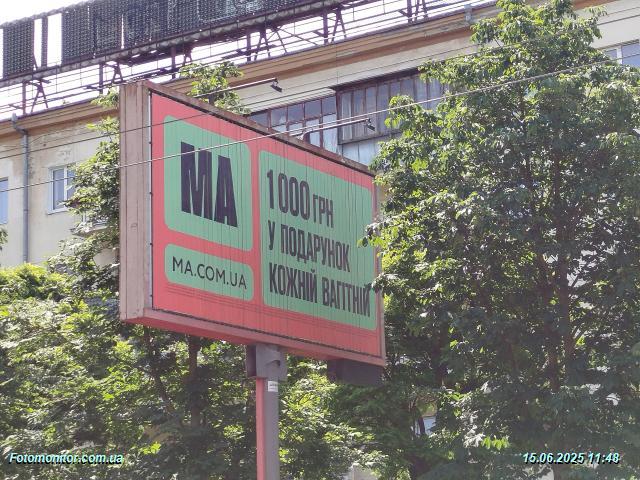 MA
MA.COM.UA
1 000 ГРН
У ПОДАРУНОК
КОЖНІЙ ВАГІТНІЙ
Fotomonitor.com.ua
15.06.2025 11:48